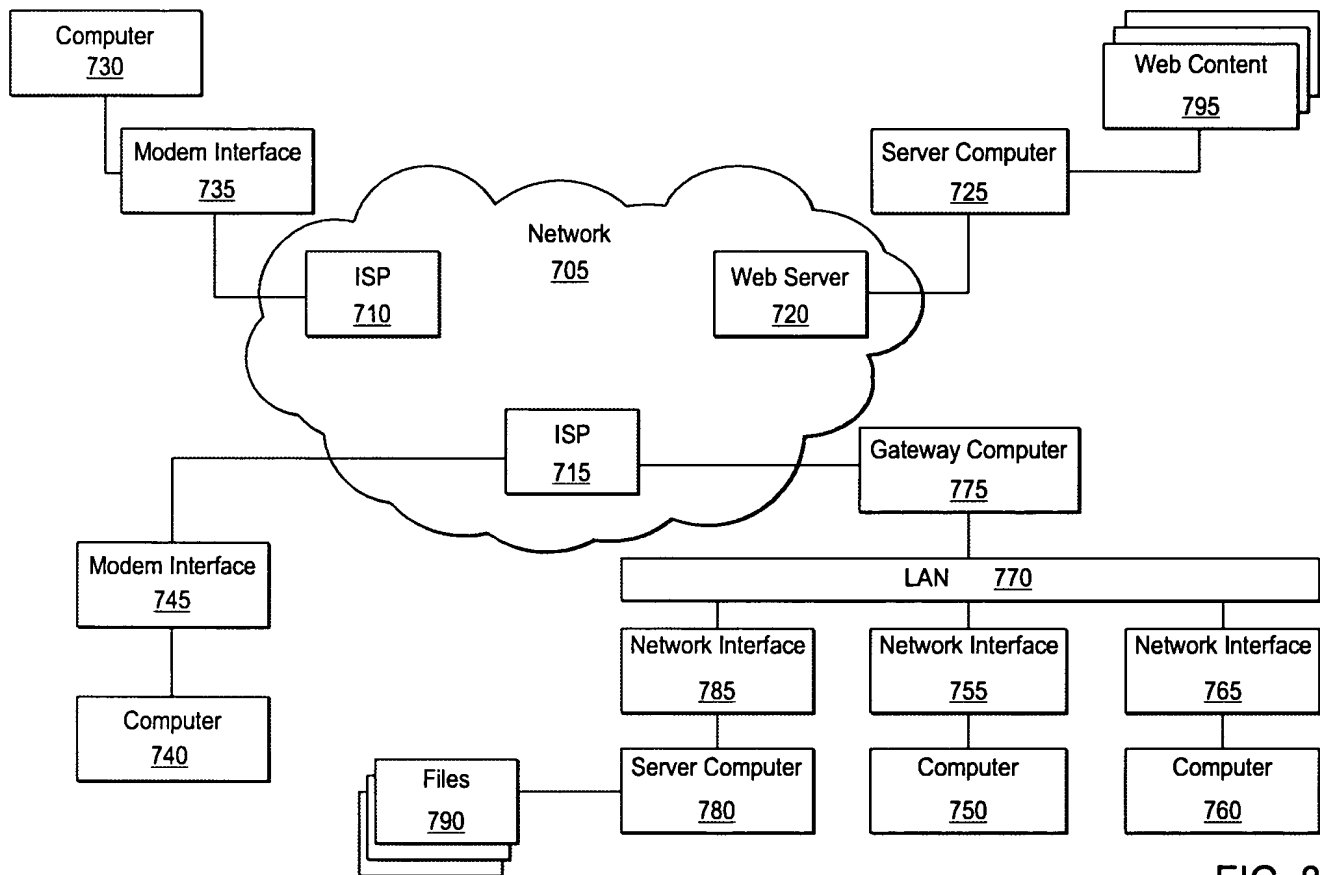 Computer
730
Modem Interface
735
Web Content
795
Server Computer
725
Network
705
ISP
710
Web Server
720
ISP
715
Gateway Computer
775
Modem Interface
745
LAN 770
Computer
740
Network Interface
785
Network Interface
755
Network Interface
765
Files
790
Server Computer
780
Computer
750
Computer
760